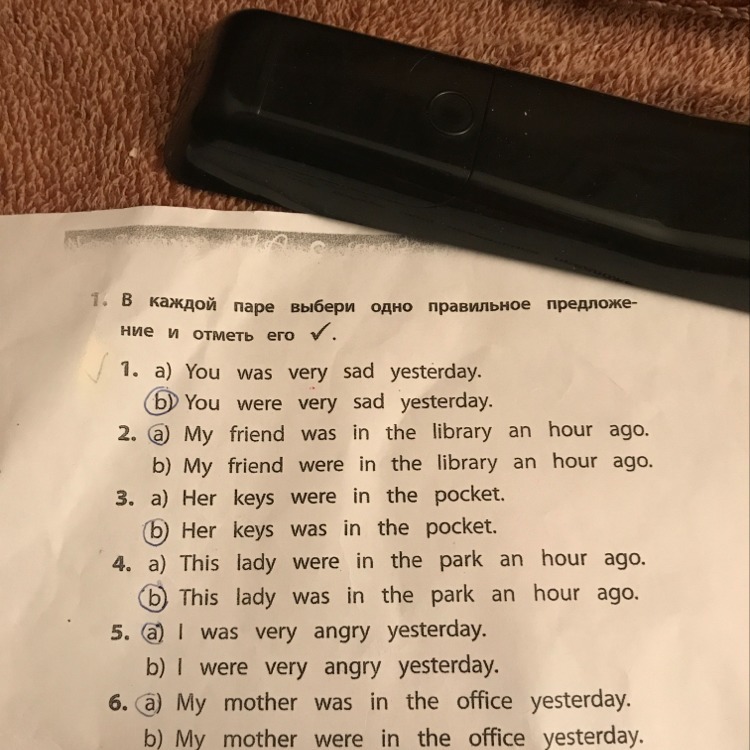 1. В каждой паре выбери одно правильное предложе-
ние и отметь его ✓.
1. a) You was very sad yesterday.
b) You were very sad yesterday.
2. a) My friend was in the library an hour ago.
b) My friend were in the library an hour ago.
3. a) Her keys were in the pocket.
b) Her keys was in the pocket.
4. a) This lady were in the park an hour ago.
b) This lady was in the park an hour ago.
5. a) I was very angry yesterday.
b) I were very angry yesterday.
6. a) My mother was in the office yesterday.
b) My mother were in the office yesterday.